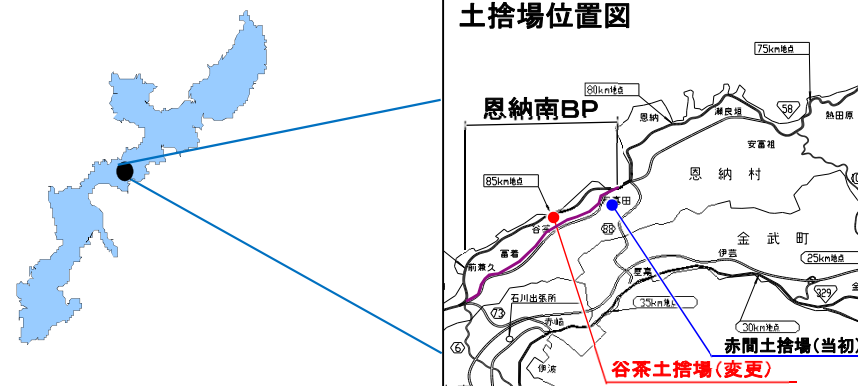 土捨場位置図
75km地点
80km地点
恩納南BP
恩納
瀬良垣
58
熱田原
安富祖
恩納村
85km地点
谷茶
88
金武町
富着
伊芸
25km地点
前兼久
屋嘉
石川出張所
35km地点
329
73
赤崎
30km地点
6
伊波
赤間土捨場(当初)
谷茶土捨場(変更)